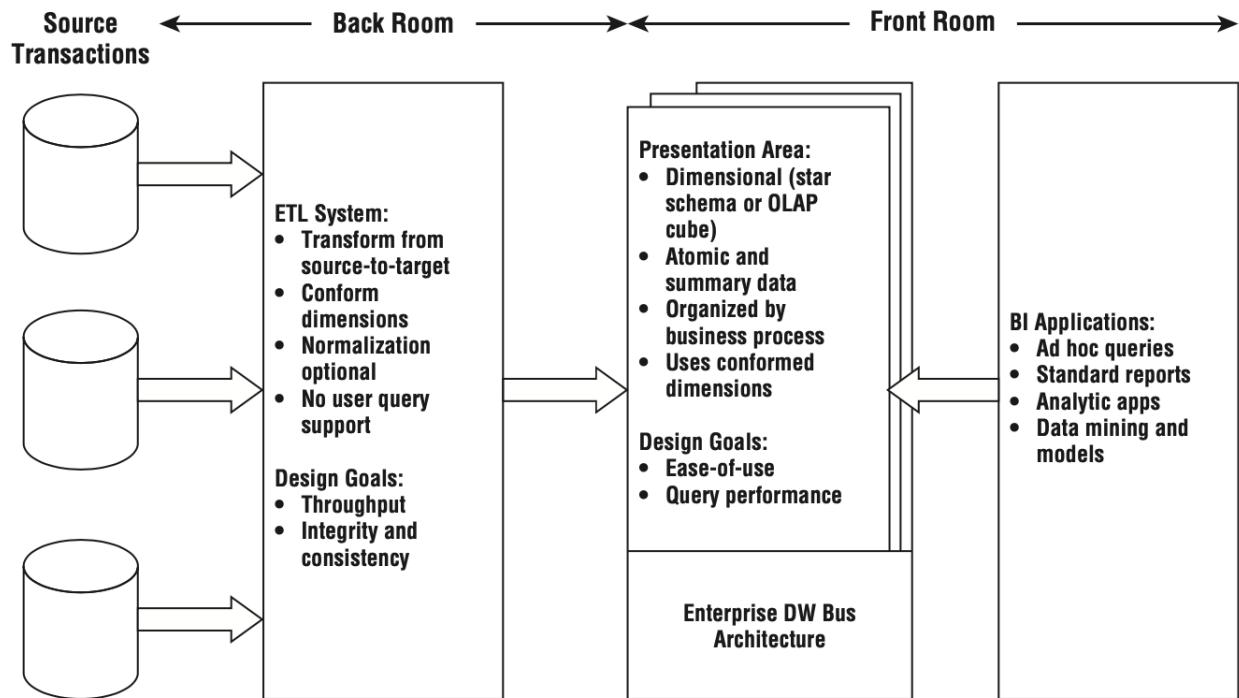 Source
Transactions
Back Room
Front Room
ETL System:
• Transform from
source-to-target
• Conform
dimensions
• Normalization
optional
• No user query
support
Design Goals:
• Throughput
• Integrity and
consistency
Presentation Area:
• Dimensional (star
schema or OLAP
cube)
• Atomic and
summary data
• Organized by
business process
• Uses conformed
dimensions
Design Goals:
• Ease-of-use
• Query performance
Enterprise DW Bus
Architecture
BI Applications:
• Ad hoc queries
• Standard reports
• Analytic apps
• Data mining and
models